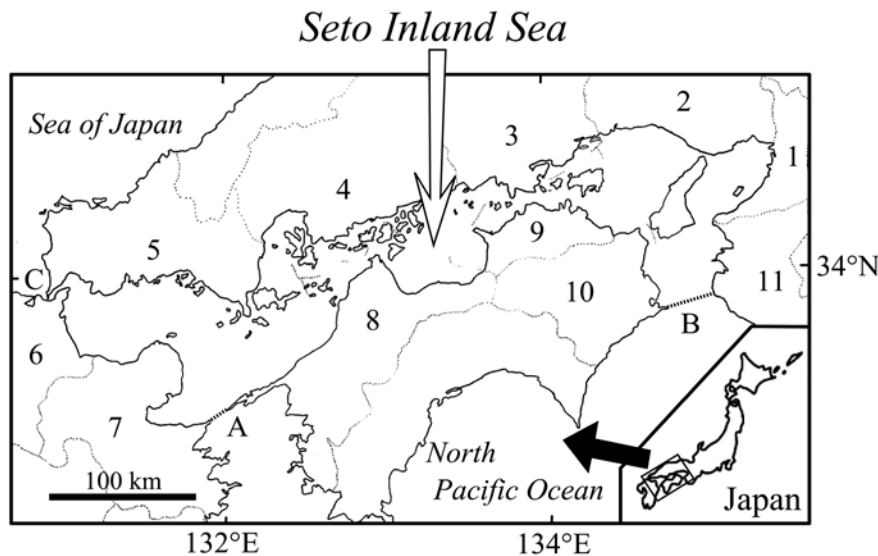 Seto Inland Sea
Sea of Japan
2
3
1
4
9
5
C
34°N
10
11
8
B
6
7
A
North
Pacific Ocean
100 km
Japan
132°E
134°E